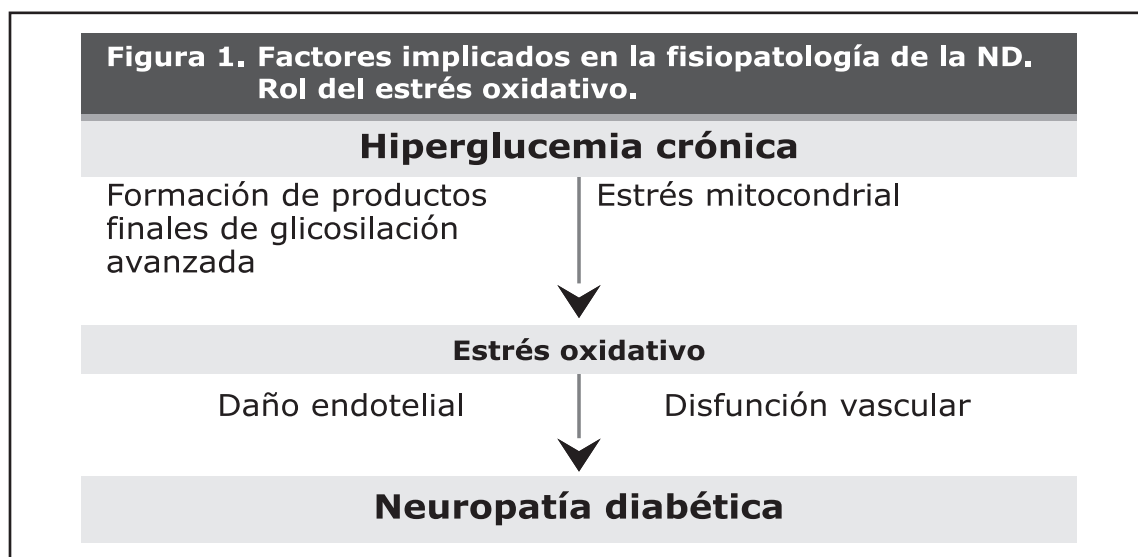 Figura 1. Factores implicados en la fisiopatología de la ND.
Rol del estrés oxidativo.
Hiperglucemia crónica
Formación de productos
finales de glicosilación
avanzada
Estrés mitocondrial
Estrés oxidativo
Daño endotelial
Disfunción vascular
Neuropatía diabética